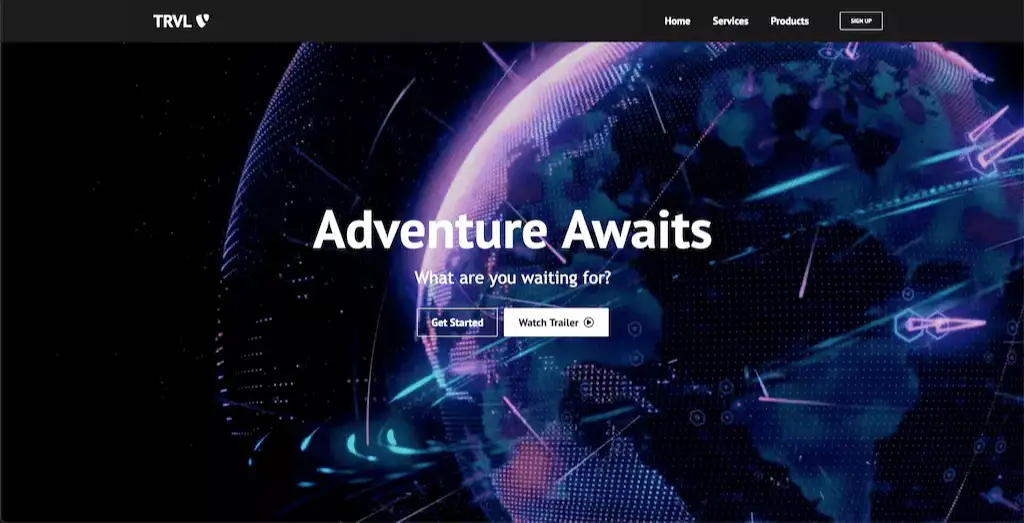 TRVL
Home Services Products SIGN UP
Adventure Awaits
What are you waiting for?
Get Started Watch Trailer